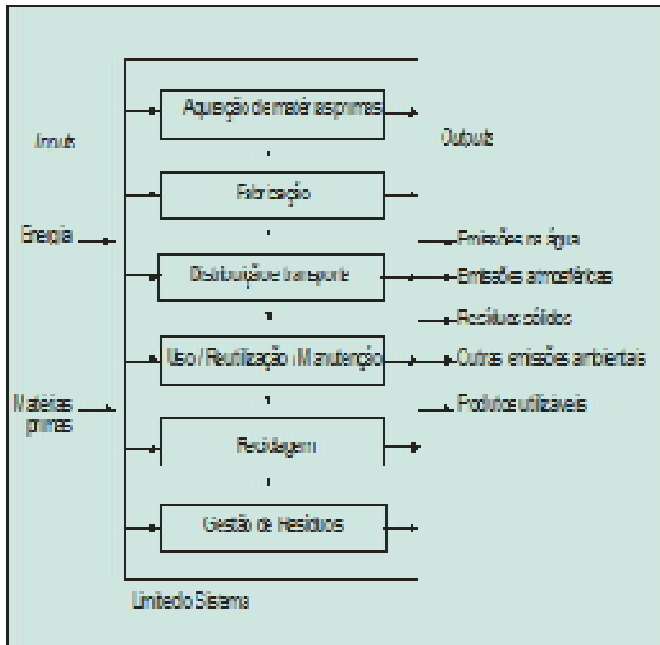 Aquisição de matérias primas
Inputs
Outputs
Fabricação
Energia
Emissões na água
Distribuição e transporte
Emissões atmosféricas
Resíduos sólidos
Uso / Reutilização / Manutenção
Outras emissões ambientais
Matérias
primas
Produtos utilizáveis
Reciclagem
Gestão de Resíduos
Limite do Sistema